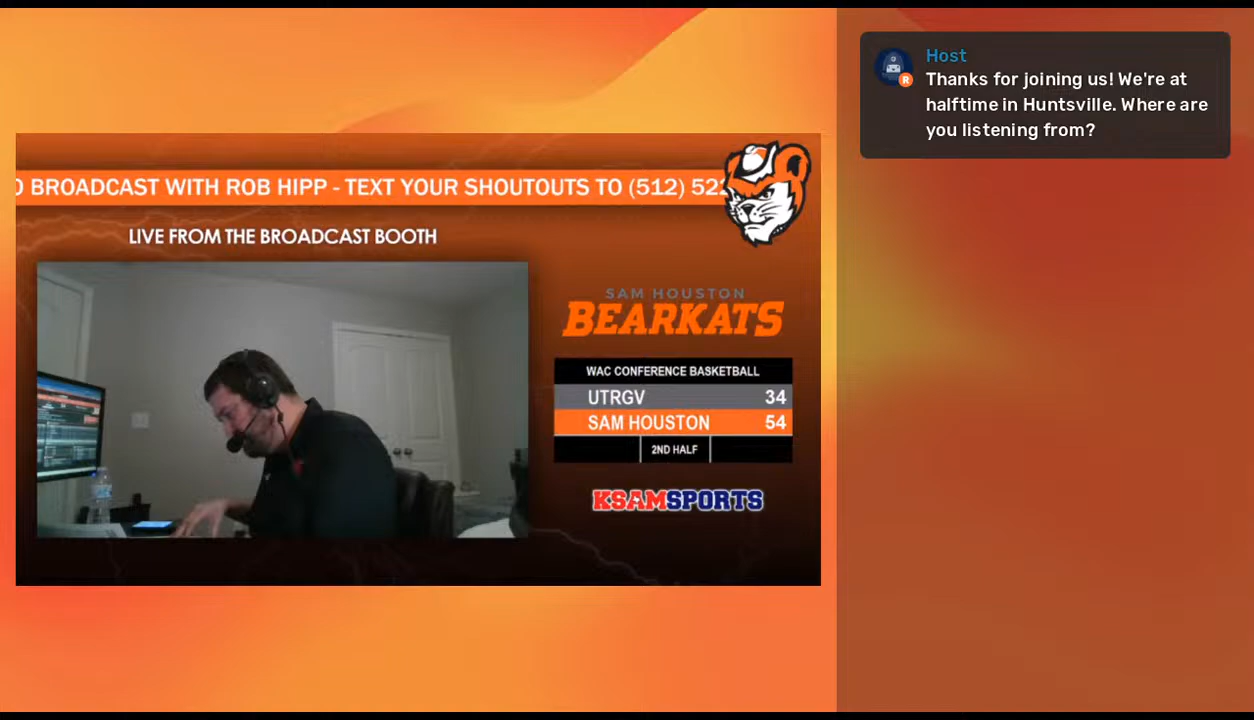 BROADCAST WITH ROB HIPP - TEXT YOUR SHOUTOUTS TO (512)
LIVE FROM THE BROADCAST BOOTH
SAM HOUSTON
BEARKATS
WAC CONFERENCE BASKETBALL
UTRGV 34
SAM HOUSTON 54
2ND HALF
KSAMSPORTS
Host
R
Thanks for joining us! We're at
halftime in Huntsville. Where are
you listening from?